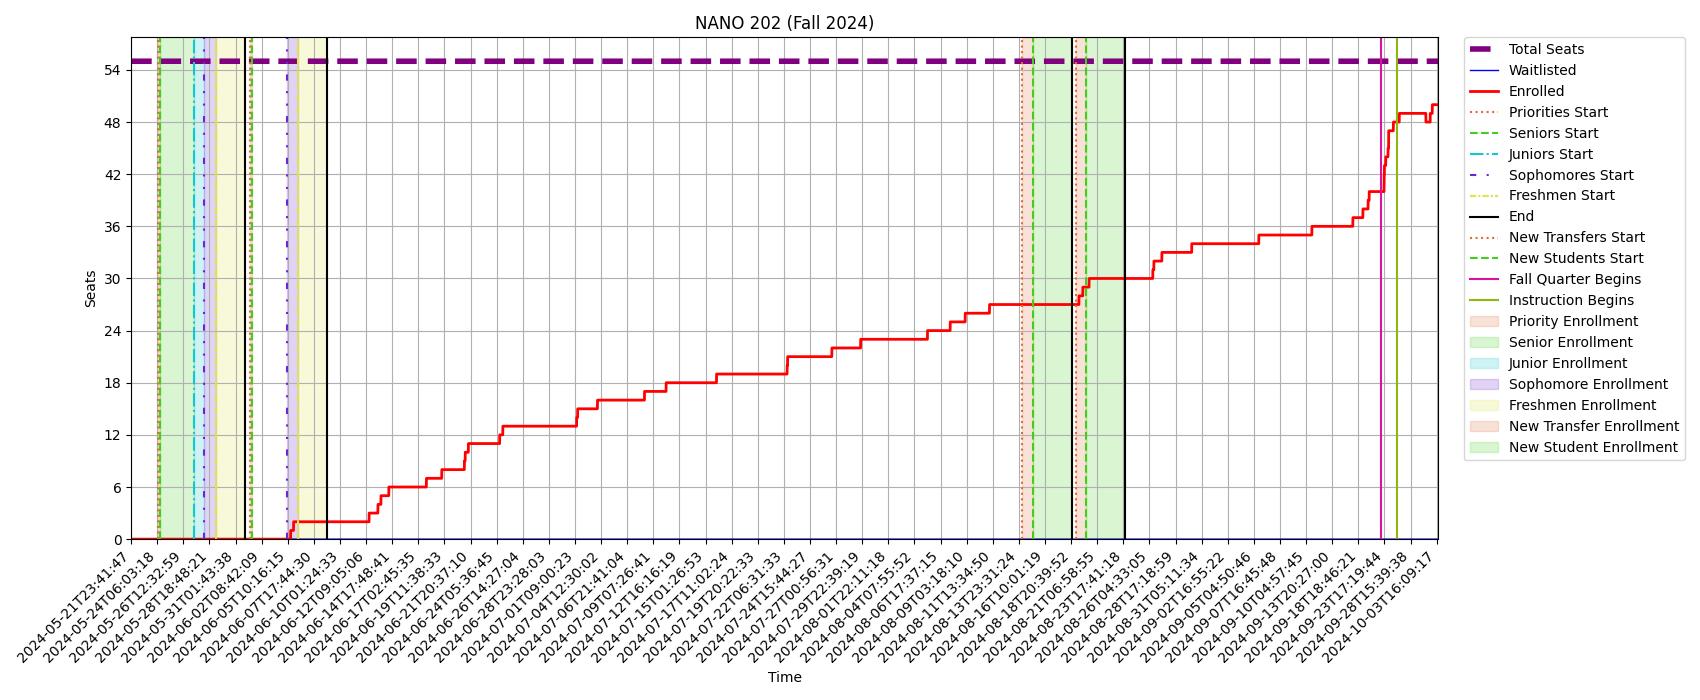 NANO 202 (Fall 2024)
Seats
54
48
42
36
30
24
18
12
6
0
2024-05-21T23:41:47
2024-05-24T06:03:18
2024-05-26T12:32:59
2024-05-28T18:48:21
2024-05-31T01:43:38
2024-06-02T08:42:09
2024-06-05T10:16:15
2024-06-07T17:44:30
2024-06-10T01:24:33
2024-06-12T09:05:06
2024-06-14T17:48:41
2024-06-17T02:45:35
2024-06-19T11:38:32
2024-06-21T20:37:10
2024-06-24T05:36:45
2024-06-26T14:27:04
2024-06-28T23:28:03
2024-07-01T09:00:23
2024-07-04T12:30:02
2024-07-06T21:41:04
2024-07-09T07:26:41
2024-07-12T16:16:19
2024-07-15T01:26:53
2024-07-17T11:02:24
2024-07-19T20:22:33
2024-07-22T06:31:33
2024-07-24T15:44:27
2024-07-27T00:56:31
2024-07-29T12:39:19
2024-08-01T22:11:18
2024-08-04T07:55:52
2024-08-06T17:37:15
2024-08-09T03:18:10
2024-08-11T13:34:50
2024-08-13T23:31:24
2024-08-16T10:01:19
2024-08-18T20:39:52
2024-08-21T06:58:55
2024-08-23T17:41:18
2024-08-26T04:33:05
2024-08-28T17:18:59
2024-08-31T05:11:34
2024-09-02T16:55:22
2024-09-05T04:50:46
2024-09-07T16:45:48
2024-09-10T04:57:45
2024-09-13T20:27:00
2024-09-18T18:46:21
2024-09-23T17:19:44
2024-09-28T15:39:38
2024-10-03T16:09:17
Time
Total Seats
Waitlisted
Enrolled
Priorities Start
Seniors Start
Juniors Start
Sophomores Start
Freshmen Start
End
New Transfers Start
New Students Start
Fall Quarter Begins
Instruction Begins
Priority Enrollment
Senior Enrollment
Junior Enrollment
Sophomore Enrollment
Freshmen Enrollment
New Transfer Enrollment
New Student Enrollment